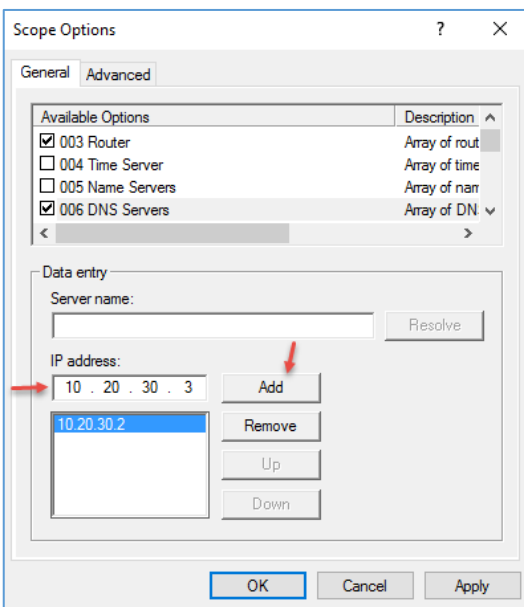 Scope Options ? ×
General Advanced
Available Options Description
003 Router Array of rout
004 Time Server Array of time
005 Name Servers Array of nam
006 DNS Servers Array of DN
Data entry
Server name:
Resolve
IP address:
10 . 20 . 30 . 3 Add
10.20.30.2 Remove
Up
Down
OK Cancel Apply